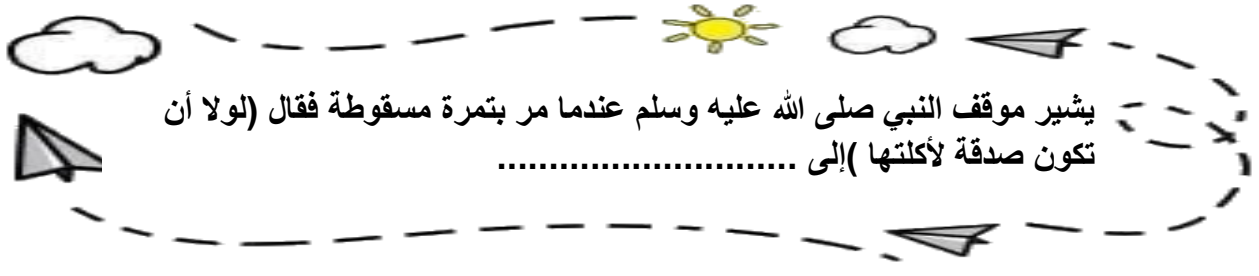 يشير موقف النبي صلى الله عليه وسلم عندما مر بتمرة مسقوطة فقال (لولا أن
تكون صدقة لأكلتها )إلى .............................